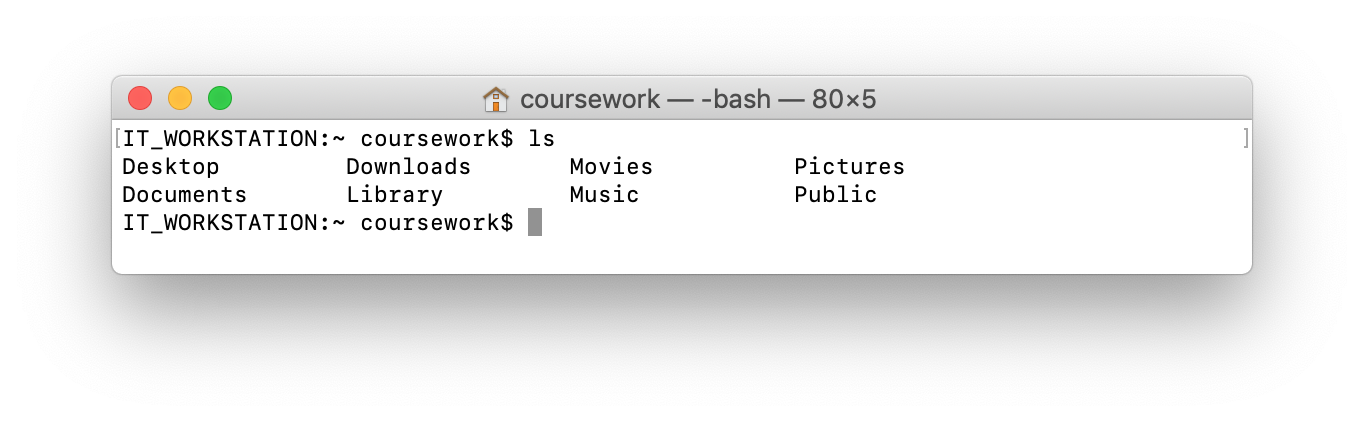 coursework — -bash — 80×5
IT_WORKSTATION:~ coursework$ ls
Desktop Downloads Movies Pictures
Documents Library Music Public
IT_WORKSTATION:~ coursework$